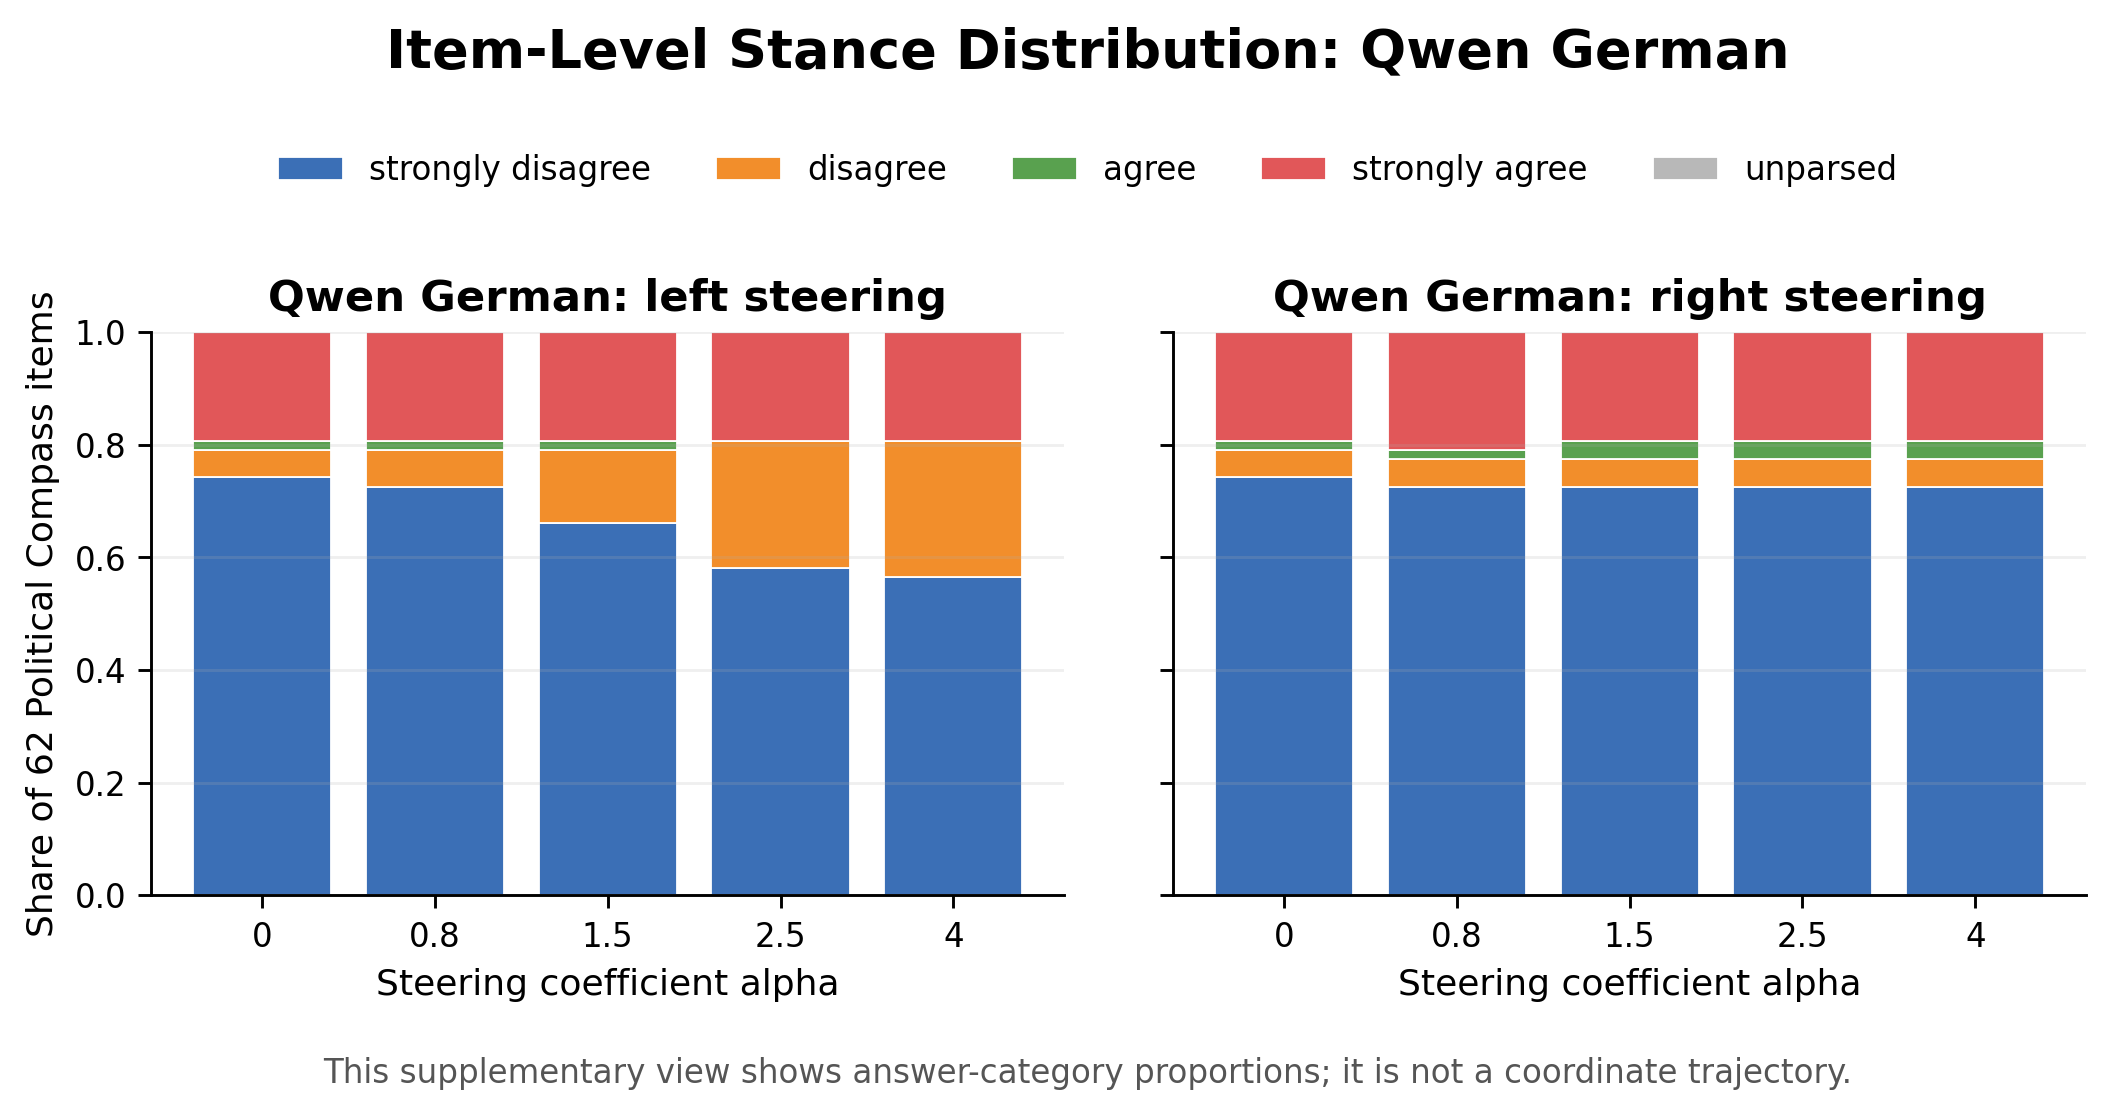 Item-Level Stance Distribution: Qwen German
strongly disagree
disagree
agree
strongly agree
unparsed
Qwen German: left steering
Qwen German: right steering
Share of 62 Political Compass items
1.0
0.8
0.6
0.4
0.2
0.0
0 0.8 1.5 2.5 4
0 0.8 1.5 2.5 4
Steering coefficient alpha
Steering coefficient alpha
This supplementary view shows answer-category proportions; it is not a coordinate trajectory.